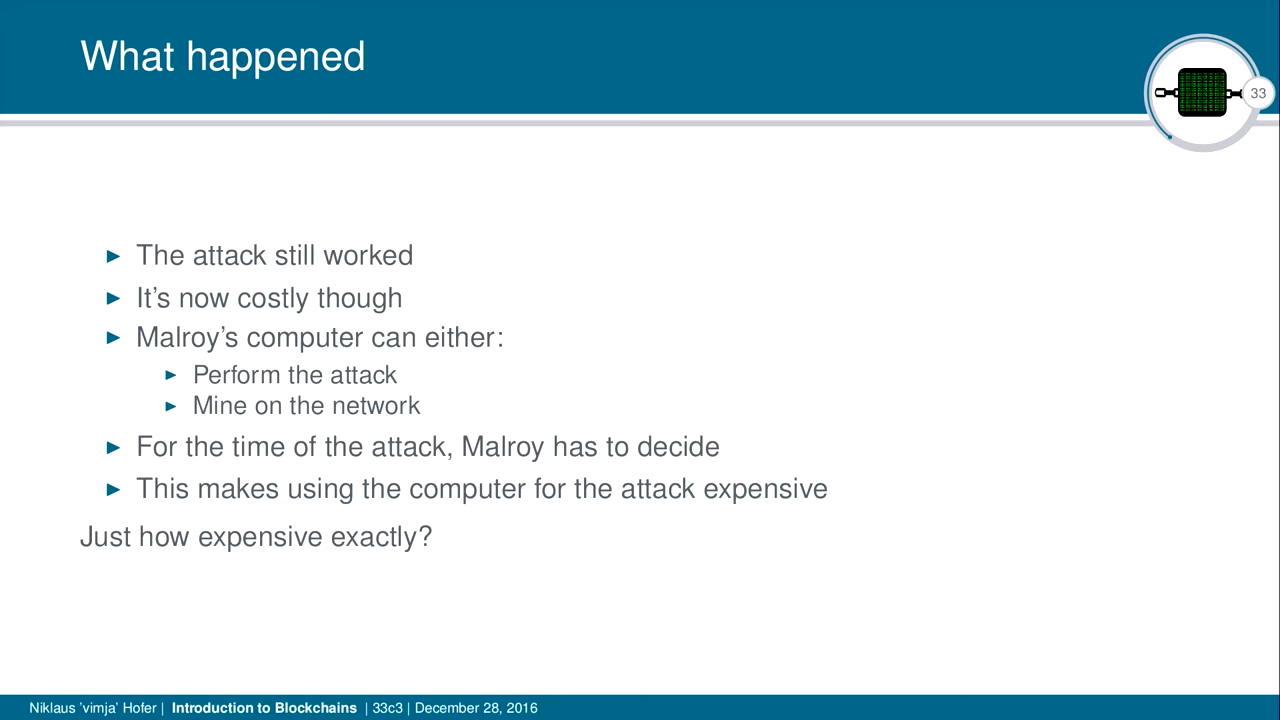 What happened
33
The attack still worked
It's now costly though
Malroy's computer can either:
Perform the attack
Mine on the network
For the time of the attack, Malroy has to decide
This makes using the computer for the attack expensive
Just how expensive exactly?
Niklaus 'vimja' Hofer | Introduction to Blockchains | 33c3 | December 28, 2016